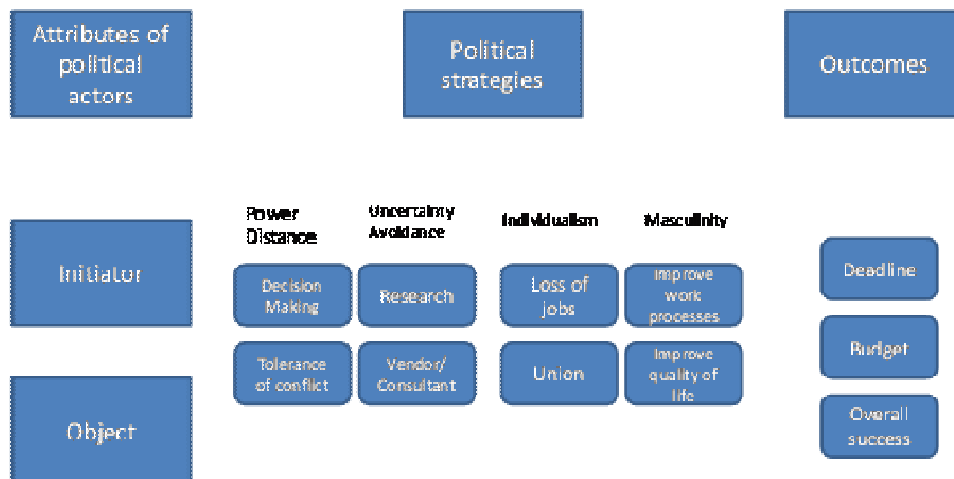 Attributes of
political
actors
Political
strategies
Outcomes
Power
Distance
Uncertainty
Avoidance
Individualism
Masculinity
Initiator
Decision
Making
Research
Loss of
jobs
Improve
work
processes
Deadline
Tolerance
of conflict
Vendor/
Consultant
Union
Improve
quality of
life
Budget
Object
Overall
success